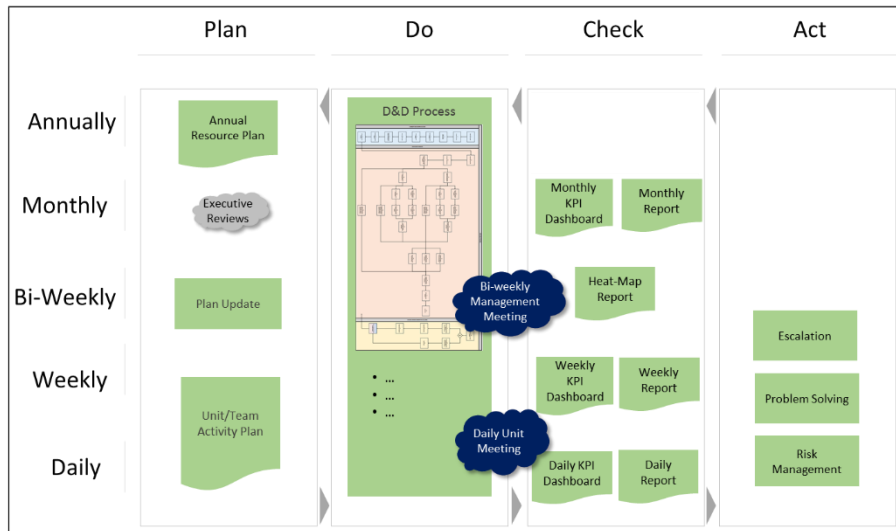 Plan
Do
Check
Act
Annually
Annual
Resource Plan
D&D Process
Monthly
Executive
Reviews
Monthly
KPI
Dashboard
Monthly
Report
Bi-Weekly
Plan Update
Bi-weekly
Management
Meeting
Heat-Map
Report
Escalation
Weekly
Unit/Team
Activity Plan
• ...
• ...
• ...
Weekly
KPI
Dashboard
Weekly
Report
Problem Solving
Daily
Daily Unit
Meeting
Daily KPI
Dashboard
Daily
Report
Risk
Management